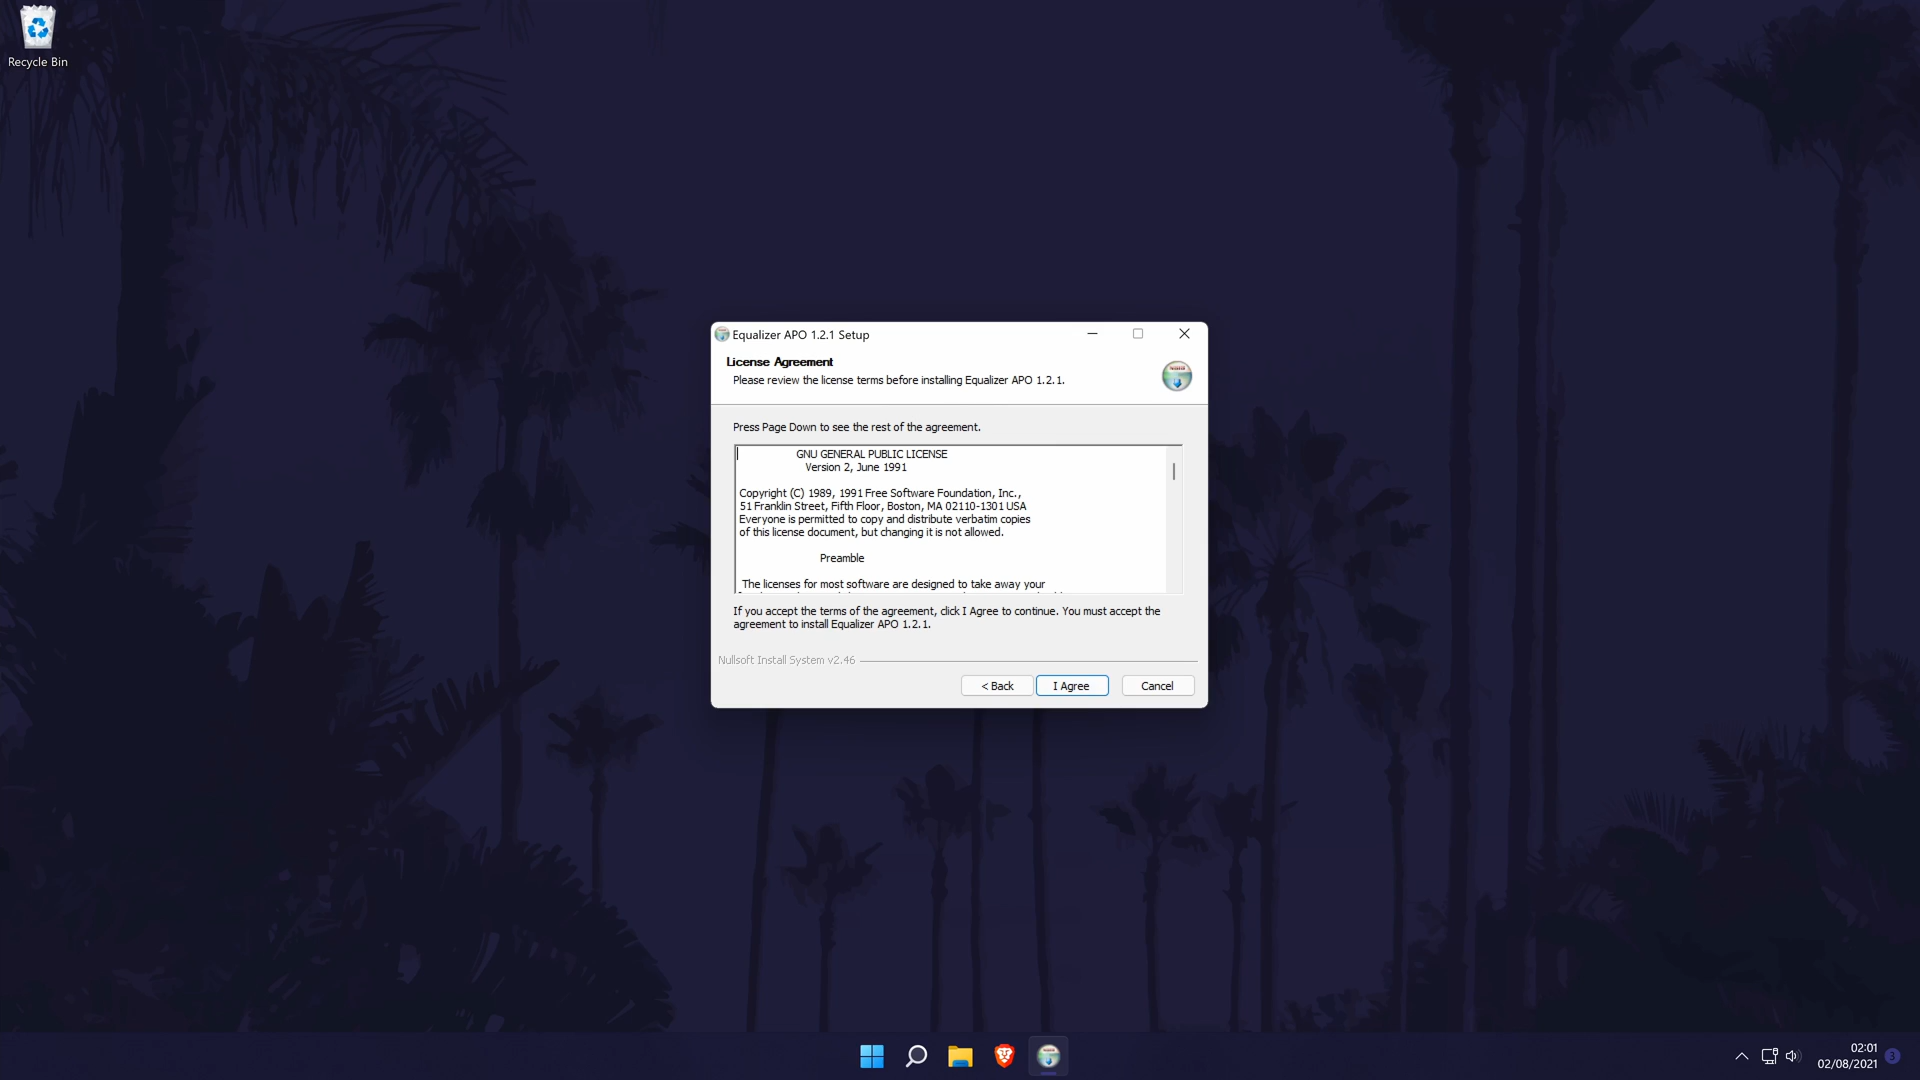 Recycle Bin
Equalizer APO 1.2.1 Setup
License Agreement
Please review the license terms before installing Equalizer APO 1.2.1.
Press Page Down to see the rest of the agreement.
GNU GENERAL PUBLIC LICENSE
Version 2, June 1991
Copyright (C) 1989, 1991 Free Software Foundation, Inc.,
51 Franklin Street, Fifth Floor, Boston, MA 02110-1301 USA
Everyone is permitted to copy and distribute verbatim copies
of this license document, but changing it is not allowed.
Preamble
The licenses for most software are designed to take away your
If you accept the terms of the agreement, click I Agree to continue. You must accept the
agreement to install Equalizer APO 1.2.1.
Nullsoft Install System v2.46
< Back
I Agree
Cancel
02:01
02/08/2021
3